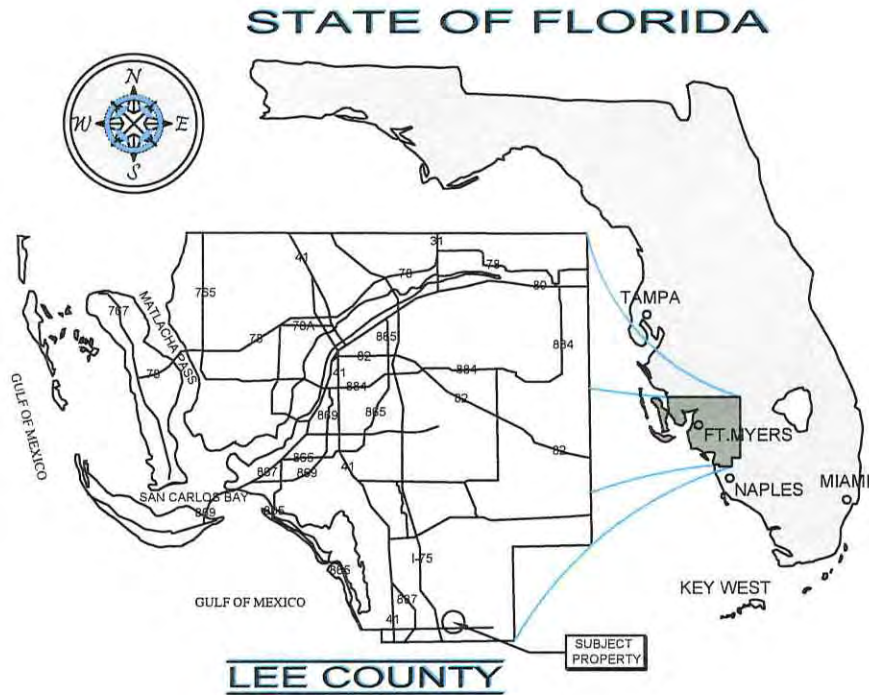 STATE OF FLORIDA
N
W
E
S
31
41
78
78
765
80
767
MATLACHA PASS
TAMPA
78
78A
865
884
82
78
41
884
884
GULF OF MEXICO
869
865
82
FT.MYERS
82
865
41
867
869
NAPLES
MIAMI
SAN CARLOS BAY
869
865
I-75
865
KEY WEST
GULF OF MEXICO
887
41
SUBJECT
PROPERTY
LEE COUNTY